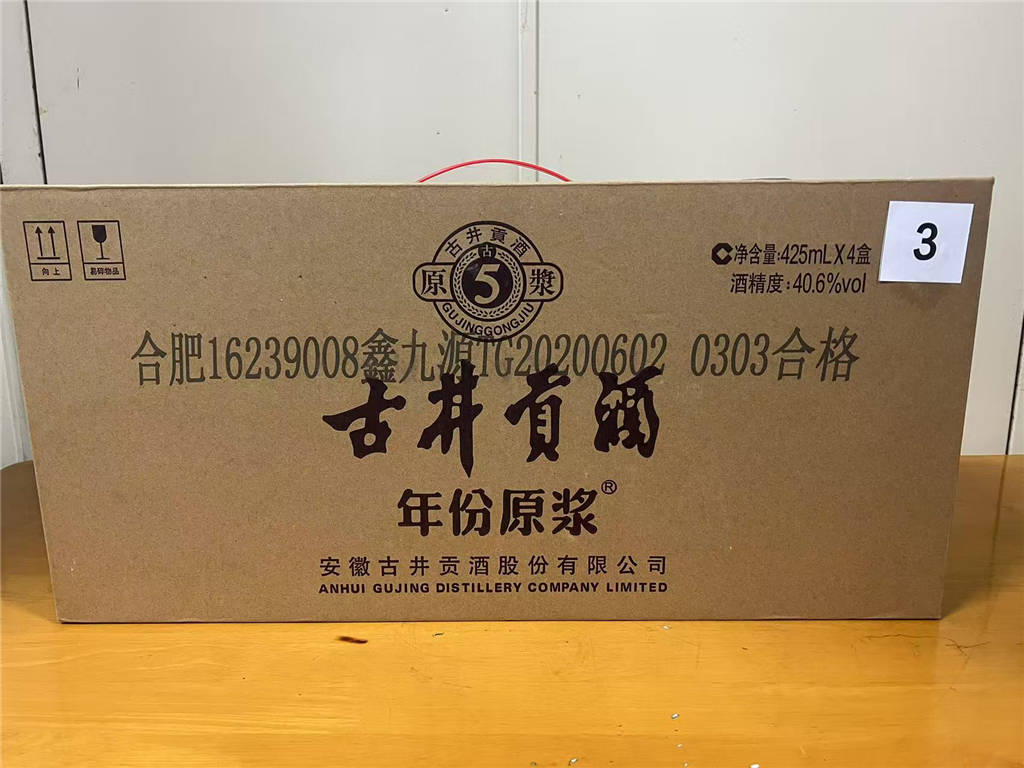 向上
易碎物品
古井貢酒
古
原5漿
GUJINGGONGJIU
净含量:425mL X 4盒
酒精度:40.6%vol
3
合肥16239008鑫九源TG20200602 0303合格
古井贡酒
年份原浆®
安徽古井贡酒股份有限公司
ANHUI GUJING DISTILLERY COMPANY LIMITED